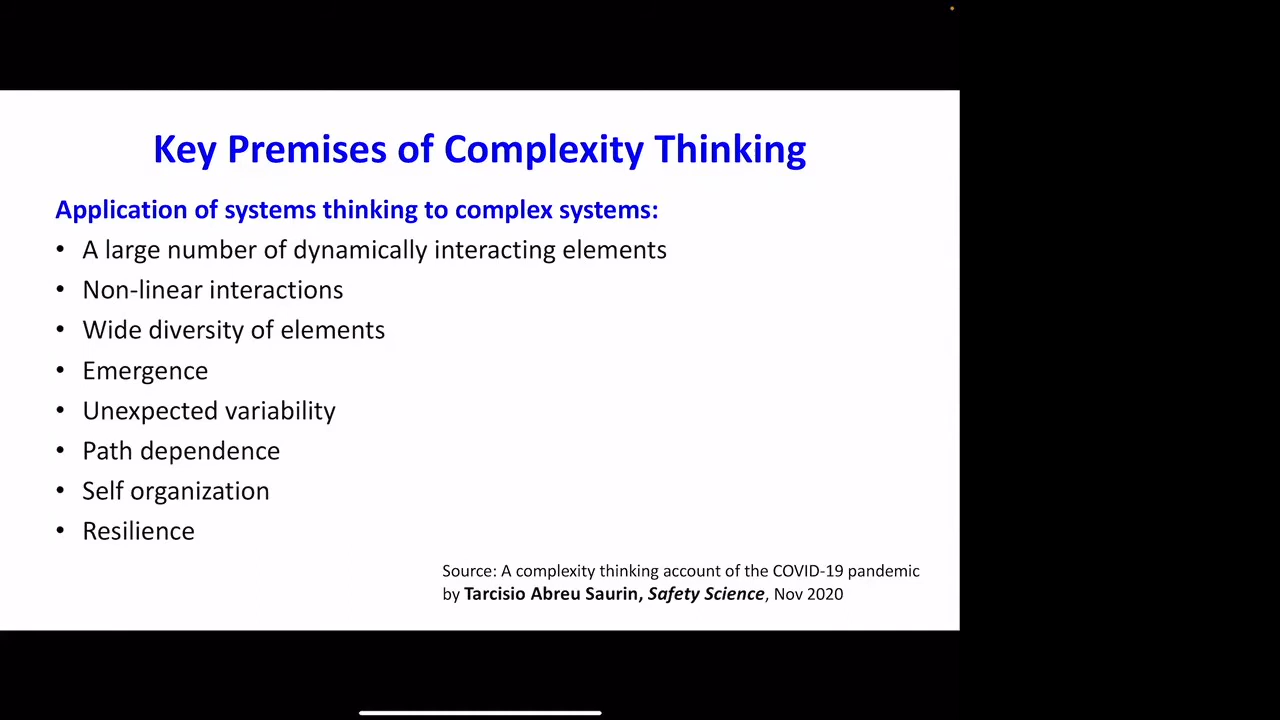 Key Premises of Complexity Thinking
Application of systems thinking to complex systems:
• A large number of dynamically interacting elements
• Non-linear interactions
• Wide diversity of elements
• Emergence
• Unexpected variability
• Path dependence
• Self organization
• Resilience
Source: A complexity thinking account of the COVID-19 pandemic
by Tarcisio Abreu Saurin, Safety Science, Nov 2020